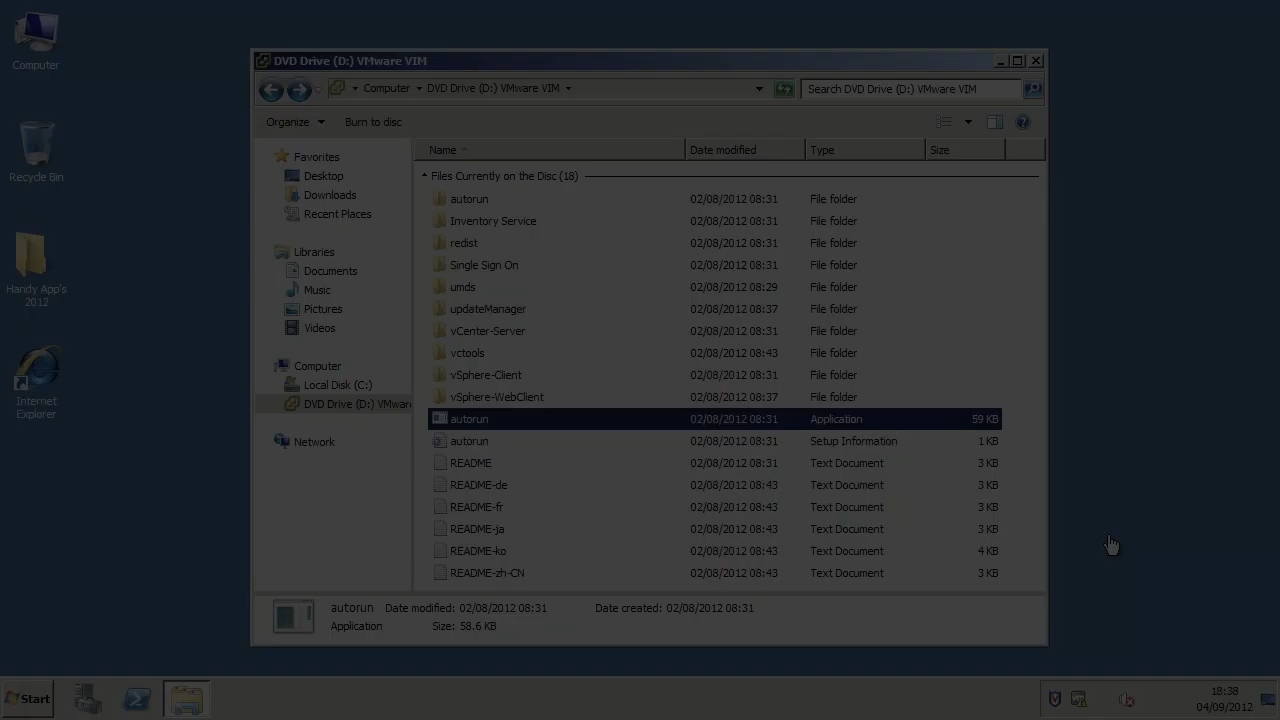 Computer
Recycle Bin
Handy App's
2012
Internet
Explorer
DVD Drive (D:) VMware VIM
Computer DVD Drive (D:) VMware VIM
Search DVD Drive (D:) VMware VIM
Organize Burn to disc
Favorites
Desktop
Downloads
Recent Places
Libraries
Documents
Music
Pictures
Videos
Computer
Local Disk (C:)
DVD Drive (D:) VMwar
Network
Name Date modified Type Size
Files Currently on the Disc (18)
autorun 02/08/2012 08:31 File folder
Inventory Service 02/08/2012 08:31 File folder
redist 02/08/2012 08:31 File folder
Single Sign On 02/08/2012 08:31 File folder
umds 02/08/2012 08:29 File folder
updateManager 02/08/2012 08:37 File folder
vCenter-Server 02/08/2012 08:31 File folder
vctools 02/08/2012 08:43 File folder
vSphere-Client 02/08/2012 08:31 File folder
vSphere-WebClient 02/08/2012 08:37 File folder
autorun 02/08/2012 08:31 Application 59 KB
autorun 02/08/2012 08:31 Setup Information 1 KB
README 02/08/2012 08:31 Text Document 3 KB
README-de 02/08/2012 08:43 Text Document 3 KB
README-fr 02/08/2012 08:43 Text Document 3 KB
README-ja 02/08/2012 08:43 Text Document 3 KB
README-ko 02/08/2012 08:43 Text Document 4 KB
README-zh-CN 02/08/2012 08:43 Text Document 3 KB
autorun Date modified: 02/08/2012 08:31 Date created: 02/08/2012 08:31
Application Size: 58.6 KB
Start
18:38
04/09/2012